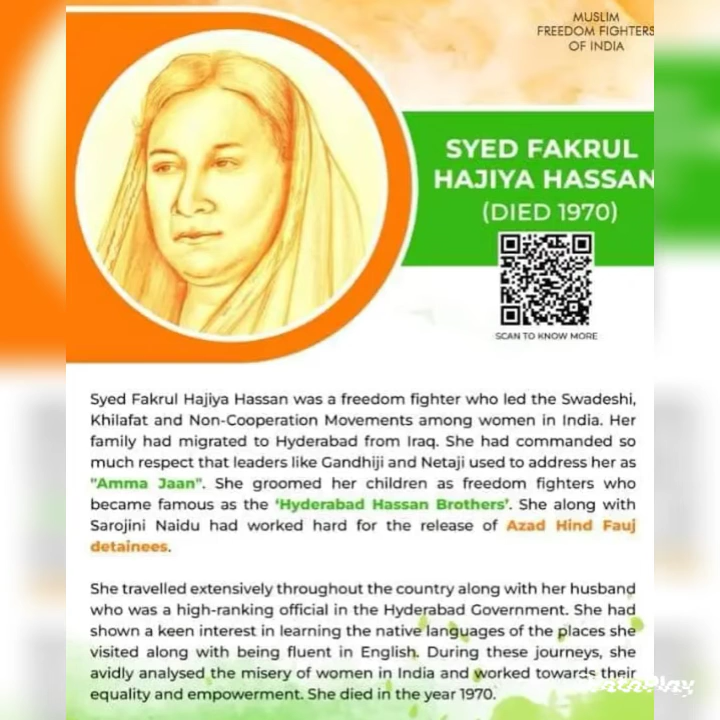 MUSLIM
FREEDOM FIGHTERS
OF INDIA
SYED FAKRUL
HAJIYA HASSAN
(DIED 1970)
SCAN TO KNOW MORE
Syed Fakrul Hajiya Hassan was a freedom fighter who led the Swadeshi,
Khilafat and Non-Cooperation Movements among women in India. Her
family had migrated to Hyderabad from Iraq. She had commanded so
much respect that leaders like Gandhiji and Netaji used to address her as
"Amma Jaan". She groomed her children as freedom fighters who
became famous as the 'Hyderabad Hassan Brothers'. She along with
Sarojini Naidu had worked hard for the release of Azad Hind Fauj
detainees.
She travelled extensively throughout the country along with her husband
who was a high-ranking official in the Hyderabad Government. She had
shown a keen interest in learning the native languages of the places she
visited along with being fluent in English. During these journeys, she
avidly analysed the misery of women in India and worked towards their
equality and empowerment. She died in the year 1970.